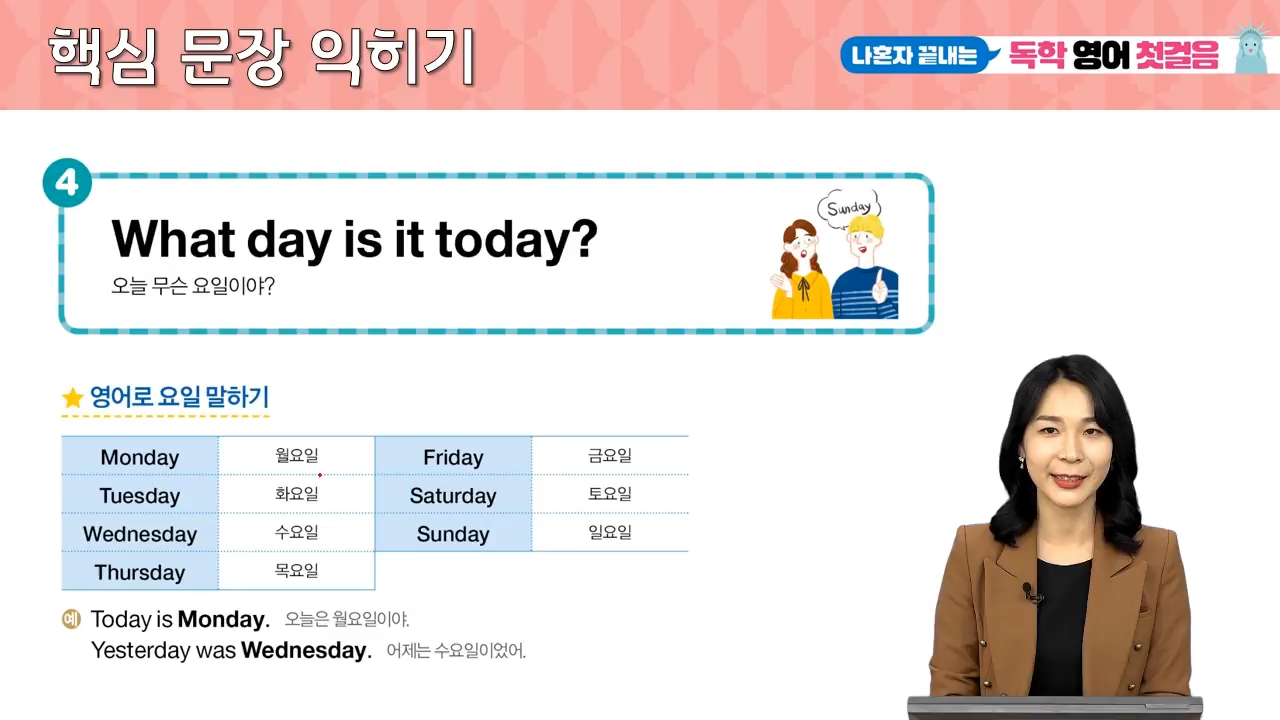 핵심 문장 익히기
나혼자 끝내는 독학 영어 첫걸음
4
What day is it today?
오늘 무슨 요일이야?
Sunday
영어로 요일 말하기
Monday 월요일 Friday 금요일
Tuesday 화요일 Saturday 토요일
Wednesday 수요일 Sunday 일요일
Thursday 목요일
예 Today is Monday. 오늘은 월요일이야.
Yesterday was Wednesday. 어제는 수요일이었어.